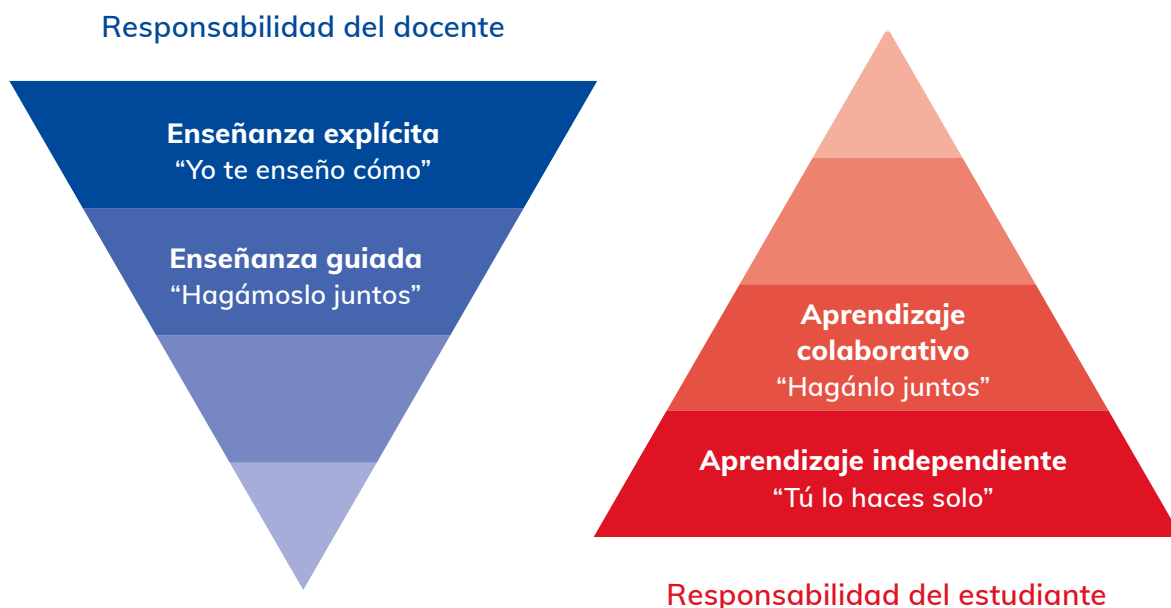 Responsabilidad del docente
Enseñanza explícita
“Yo te enseño cómo”
Enseñanza guiada
“Hagámoslo juntos”
Aprendizaje
colaborativo
“Hagánlo juntos”
Aprendizaje independiente
“Tú lo haces solo”
Responsabilidad del estudiante